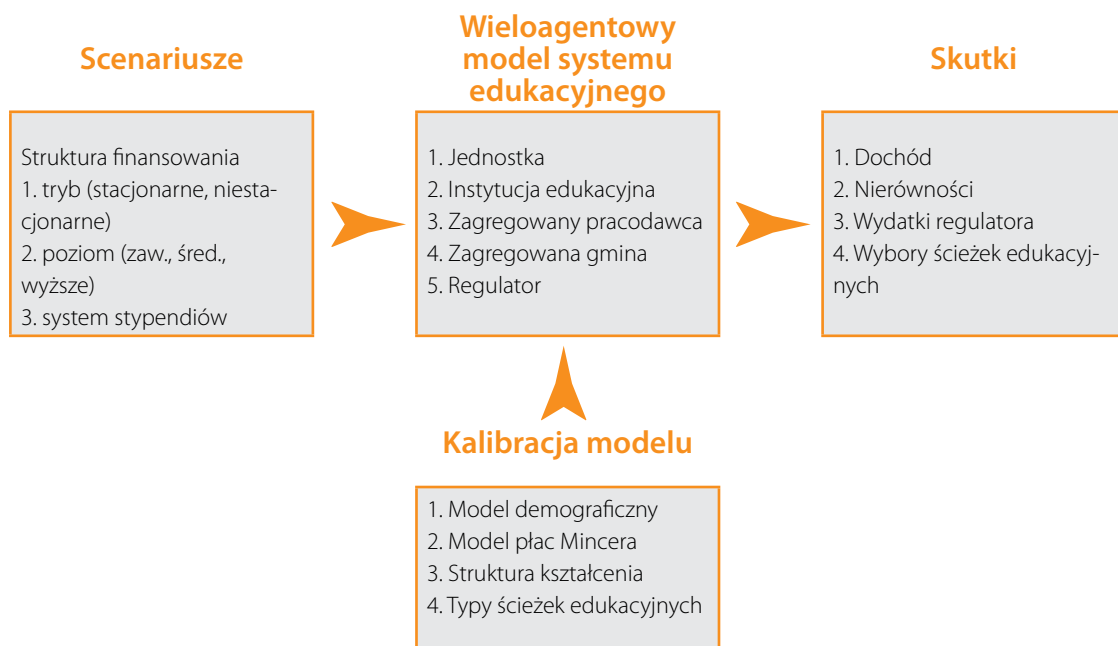 Scenariusze
Struktura finansowania
1. tryb (stacjonarne, niesta-
cjonarne)
2. poziom (zaw., śred.,
wyższe)
3. system stypendiów
Wieloagentowy
model systemu
edukacyjnego
1. Jednostka
2. Instytucja edukacyjna
3. Zagregowany pracodawca
4. Zagregowana gmina
5. Regulator
Skutki
1. Dochód
2. Nierówności
3. Wydatki regulatora
4. Wybory ścieżek edukacyj-
nych
Kalibracja modelu
1. Model demograficzny
2. Model płac Mincera
3. Struktura kształcenia
4. Typy ścieżek edukacyjnych